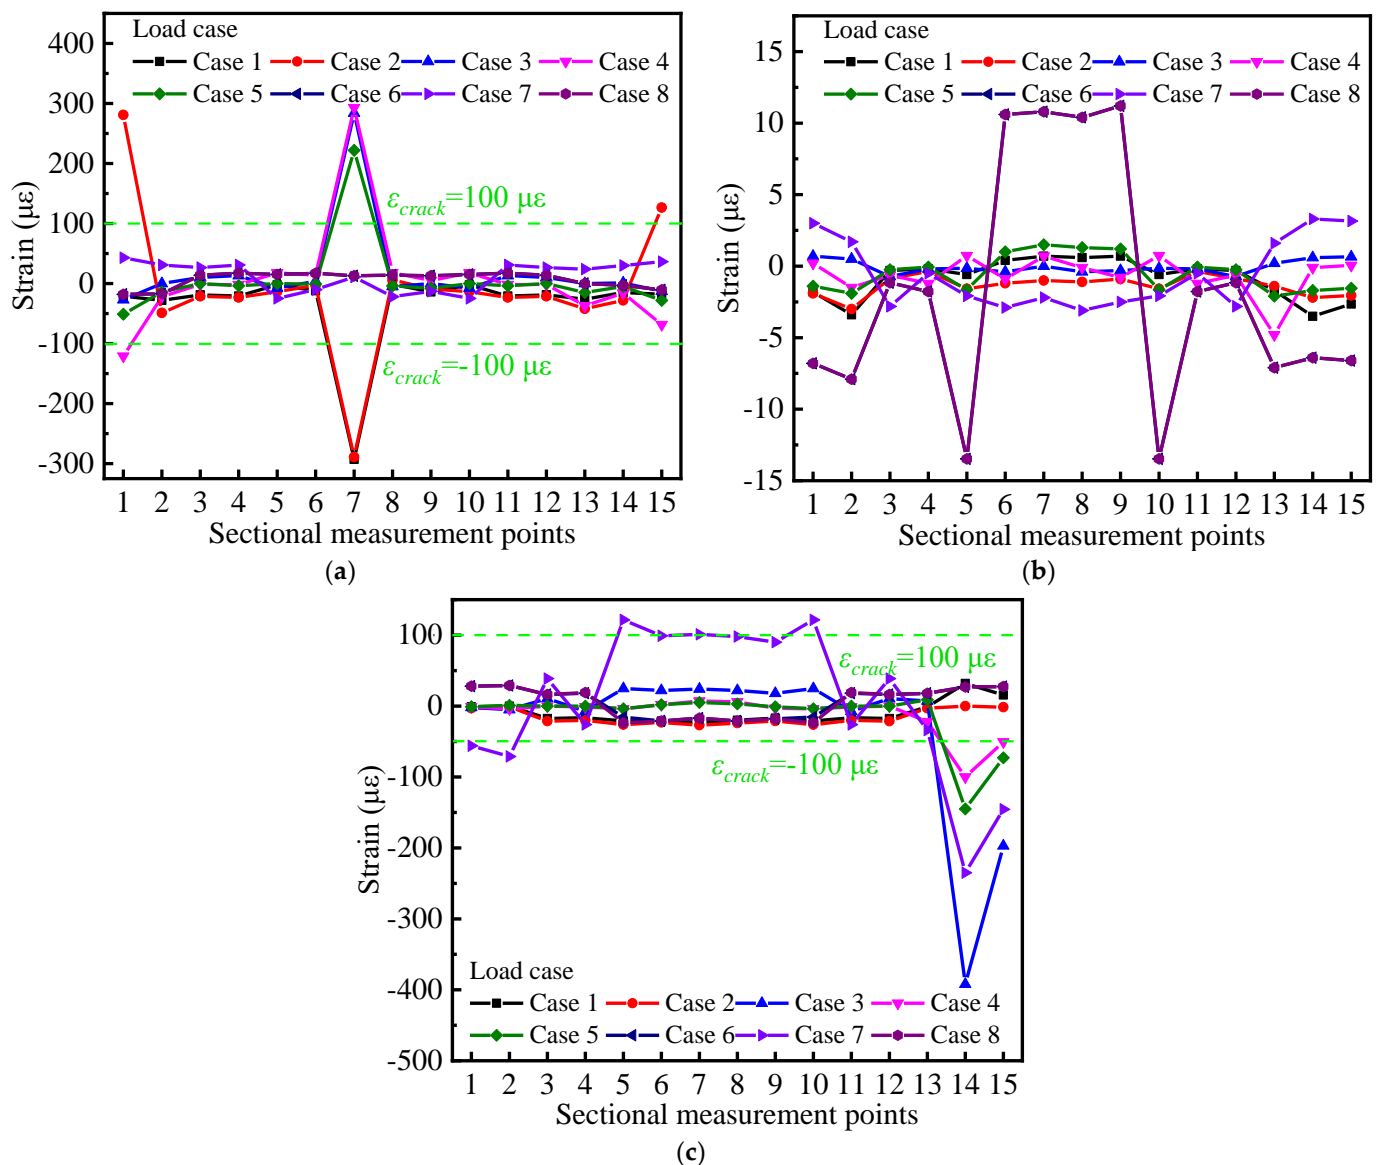 Load case
Case 1 Case 2 Case 3 Case 4
Case 5 Case 6 Case 7 Case 8
400
300
200
100
0
-100
-200
-300
Strain (με)
ε_crack=100 με
ε_crack=-100 με
1 2 3 4 5 6 7 8 9 10 11 12 13 14 15
Sectional measurement points
(a)
Load case
Case 1 Case 2 Case 3 Case 4
Case 5 Case 6 Case 7 Case 8
15
10
5
0
-5
-10
-15
Strain (με)
1 2 3 4 5 6 7 8 9 10 11 12 13 14 15
Sectional measurement points
(b)
100
0
-100
-200
-300
-400
-500
Strain (με)
ε_crack=100 με
ε_crack=-100 με
Load case
Case 1 Case 2 Case 3 Case 4
Case 5 Case 6 Case 7 Case 8
1 2 3 4 5 6 7 8 9 10 11 12 13 14 15
Sectional measurement points
(c)